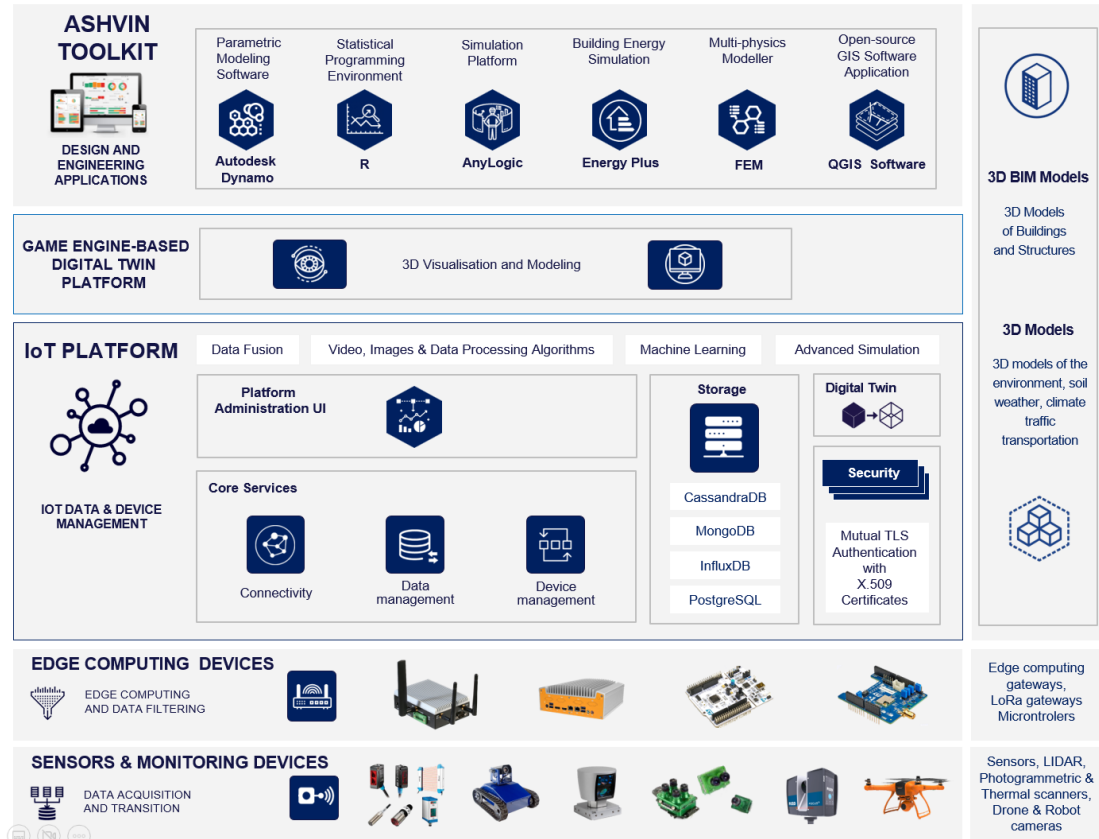 ASHVIN
TOOLKIT
DESIGN AND
ENGINEERING
APPLICATIONS
Parametric
Modeling
Software
Autodesk
Dynamo
Statistical
Programming
Environment
R
Simulation
Platform
AnyLogic
Building Energy
Simulation
Energy Plus
Multi-physics
Modeller
FEM
Open-source
GIS Software
Application
QGIS Software
GAME ENGINE-BASED
DIGITAL TWIN
PLATFORM
3D Visualisation and Modeling
IoT PLATFORM
IOT DATA & DEVICE
MANAGEMENT
Data Fusion
Video, Images & Data Processing Algorithms
Machine Learning
Advanced Simulation
Platform
Administration UI
Core Services
Connectivity
Data
management
Device
management
Storage
CassandraDB
MongoDB
InfluxDB
PostgreSQL
Digital Twin
Security
Mutual TLS
Authentication
with
X.509
Certificates
3D BIM Models
3D Models
of Buildings
and Structures
3D Models
3D models of the
environment, soil
weather, climate
traffic
transportation
EDGE COMPUTING DEVICES
EDGE COMPUTING
AND DATA FILTERING
Edge computing
gateways,
LoRa gateways
Microntrolers
SENSORS & MONITORING DEVICES
DATA ACQUISITION
AND TRANSITION
Sensors, LIDAR,
Photogrammetric &
Thermal scanners,
Drone & Robot
cameras